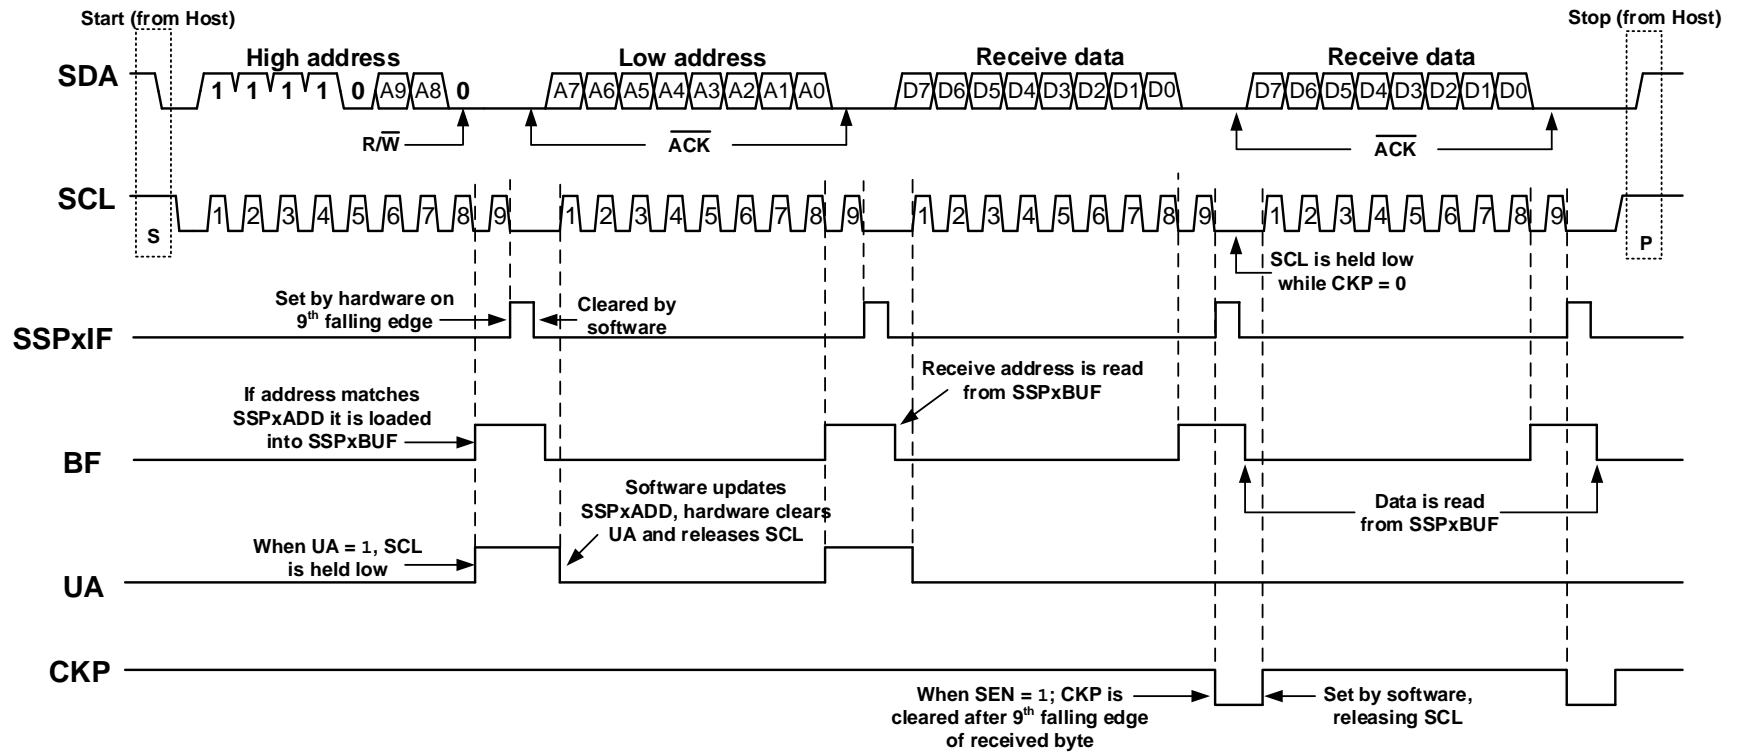 Start (from Host)
Stop (from Host)
High address
Low address
Receive data
Receive data
SDA
1 1 1 1 0 A9 A8 0
A7 A6 A5 A4 A3 A2 A1 A0
D7 D6 D5 D4 D3 D2 D1 D0
D7 D6 D5 D4 D3 D2 D1 D0
R/W̅
A̅C̅K̅
A̅C̅K̅
SCL
1 2 3 4 5 6 7 8 9
1 2 3 4 5 6 7 8 9
1 2 3 4 5 6 7 8 9
1 2 3 4 5 6 7 8 9
S
P
SCL is held low
while CKP = 0
Set by hardware on
9th falling edge
Cleared by
software
SSPxIF
Receive address is read
from SSPxBUF
If address matches
SSPxADD it is loaded
into SSPxBUF
BF
Software updates
SSPxADD, hardware clears
UA and releases SCL
Data is read
from SSPxBUF
When UA = 1, SCL
is held low
UA
CKP
When SEN = 1; CKP is
cleared after 9th falling edge
of received byte
Set by software,
releasing SCL